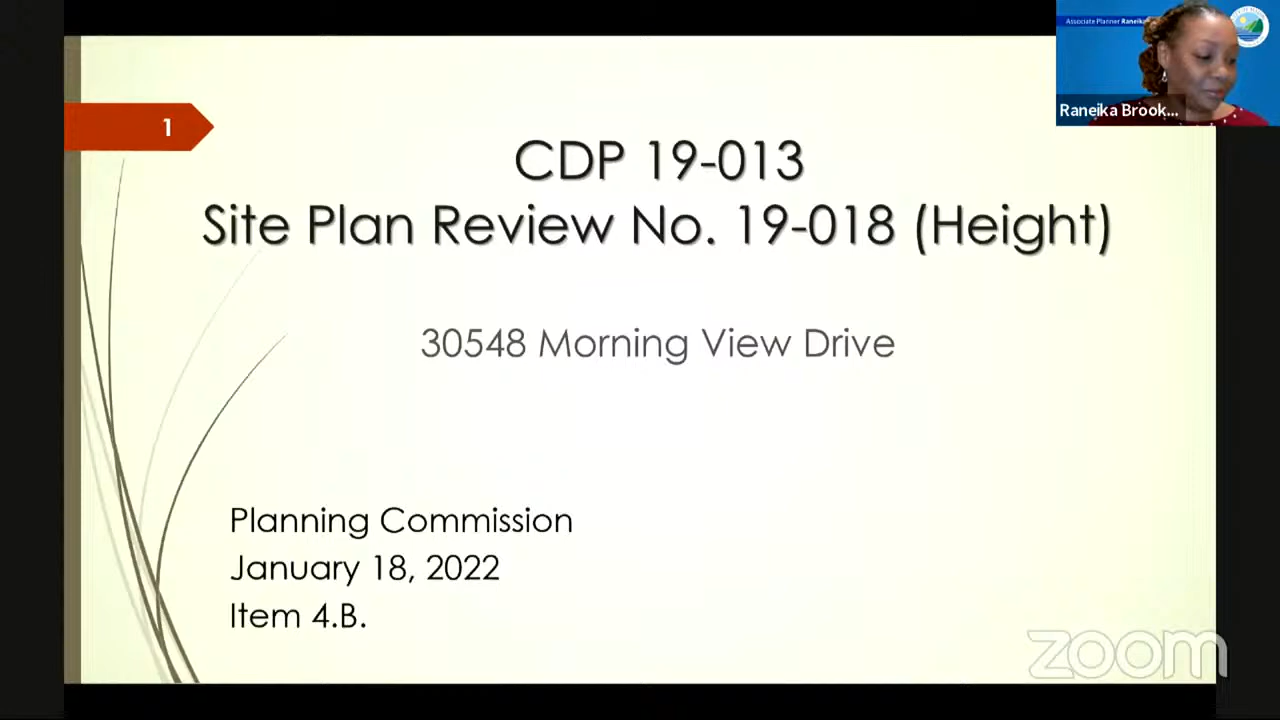 Associate Planner Raneika
Raneika Brook...
1
CDP 19-013
Site Plan Review No. 19-018 (Height)
30548 Morning View Drive
Planning Commission
January 18, 2022
Item 4.B.
zoom